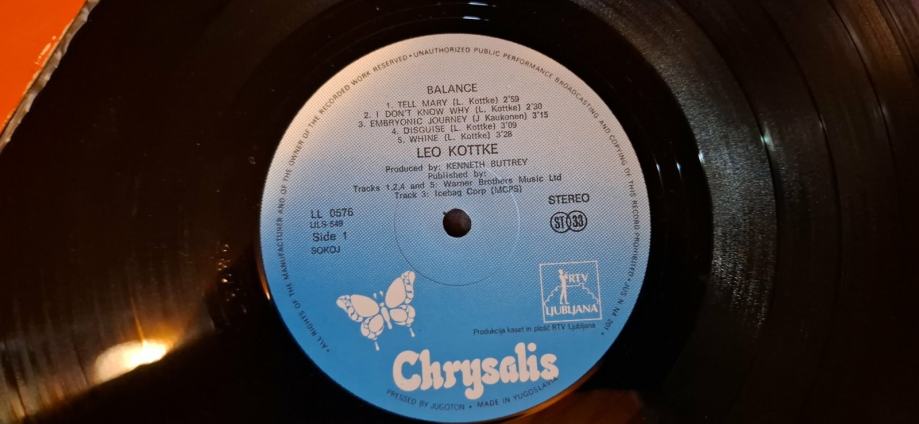 • ALL RIGHTS OF THE MANUFACTURER AND OF THE OWNER OF THE RECORDED WORK RESERVED • UNAUTHORIZED PUBLIC PERFORMANCE BROADCASTING AND COPYING OF THIS RECORD PROHIBITED • JUS N.N4.201 •
BALANCE
1. TELL MARY (L. Kottke) 2'59
2. I DON'T KNOW WHY (L. Kottke) 2'30
3. EMBRYONIC JOURNEY (J Kaukonen) 3'15
4. DISGUISE (L. Kottke) 3'09
5. WHINE (L. Kottke) 3'28
LEO KOTTKE
Produced by: KENNETH BUTTREY
Published by:
Tracks 1,2,4 and 5: Warner Brothers Music Ltd
Track 3: Icebag Corp (MCPS)
LL 0576
ULS-549
Side 1
SOKOJ
STEREO
ST 33
RTV
LJUBLJANA
Produkcija kaset in plošč RTV Ljubljana
Chrysalis
PRESSED BY JUGOTON • MADE IN YUGOSLAVIA